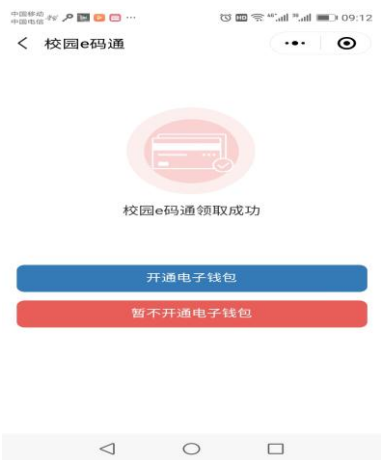 中国移动
中国电信
HD 46 09:12
校园e码通
校园e码通领取成功
开通电子钱包
暂不开通电子钱包